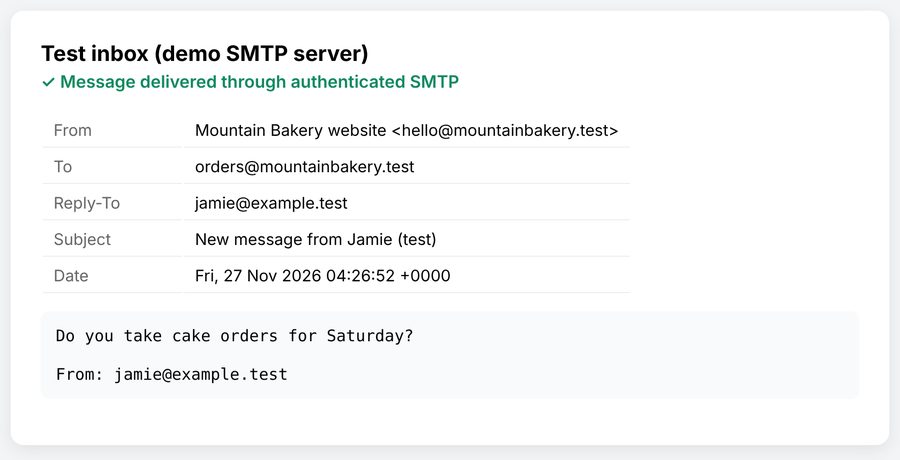 Test inbox (demo SMTP server)
✓ Message delivered through authenticated SMTP
From Mountain Bakery website <hello@mountainbakery.test>
To orders@mountainbakery.test
Reply-To jamie@example.test
Subject New message from Jamie (test)
Date Fri, 27 Nov 2026 04:26:52 +0000
Do you take cake orders for Saturday?
From: jamie@example.test